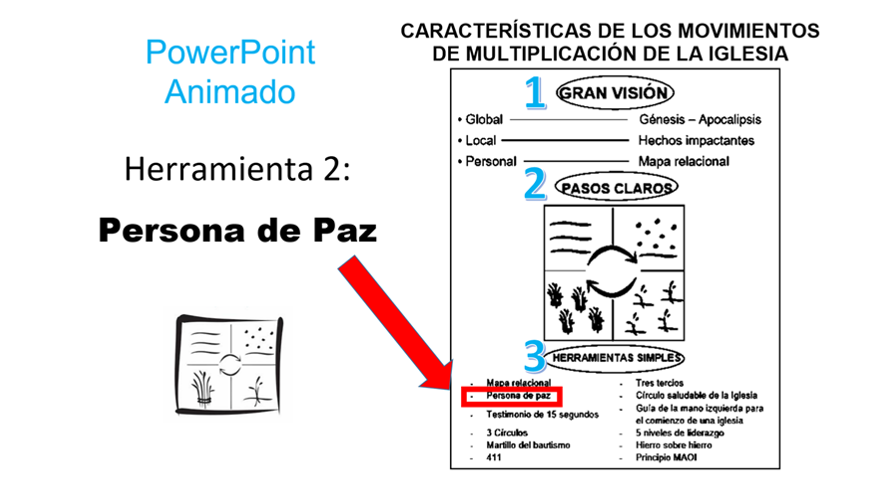 PowerPoint
Animado
Herramienta 2:
Persona de Paz
CARACTERÍSTICAS DE LOS MOVIMIENTOS
DE MULTIPLICACIÓN DE LA IGLESIA
1 GRAN VISIÓN
• Global Génesis – Apocalipsis
• Local Hechos impactantes
• Personal Mapa relacional
2 PASOS CLAROS
3 HERRAMIENTAS SIMPLES
- Mapa relacional
- Persona de paz
- Testimonio de 15 segundos
- 3 Círculos
- Martillo del bautismo
- 411
- Tres tercios
- Círculo saludable de la Iglesia
- Guía de la mano izquierda para
el comienzo de una iglesia
- 5 niveles de liderazgo
- Hierro sobre hierro
- Principio MAOI